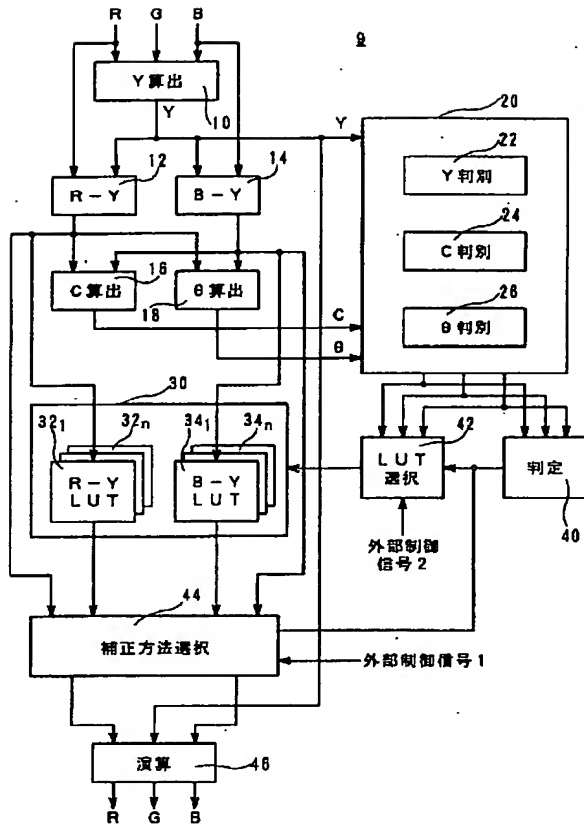 R G B
9
Y算出
10
Y
Y
20
R-Y
12
B-Y
14
22
Y判別
24
C判別
26
θ判別
C算出
16
θ算出
18
C
θ
30
32₁
32ₙ
R-Y
LUT
34₁
34ₙ
B-Y
LUT
42
LUT
選択
判定
40
外部制御
信号2
44
補正方法選択
外部制御信号1
演算
46
R G B